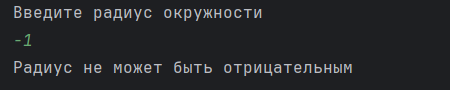 Введите радиус окружности
-1
Радиус не может быть отрицательным